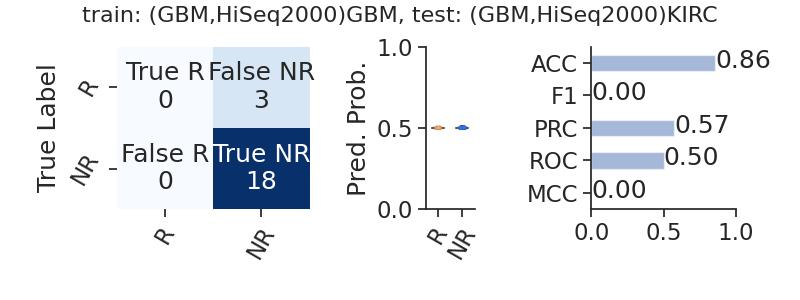 train: (GBM,HiSeq2000)GBM, test: (GBM,HiSeq2000)KIRC
True Label
R
NR
True R
0
False NR
3
False R
0
True NR
18
R
NR
Pred. Prob.
1.0
0.5
0.0
R
NR
ACC
F1
PRC
ROC
MCC
0.86
0.00
0.57
0.50
0.00
0.0 0.5 1.0